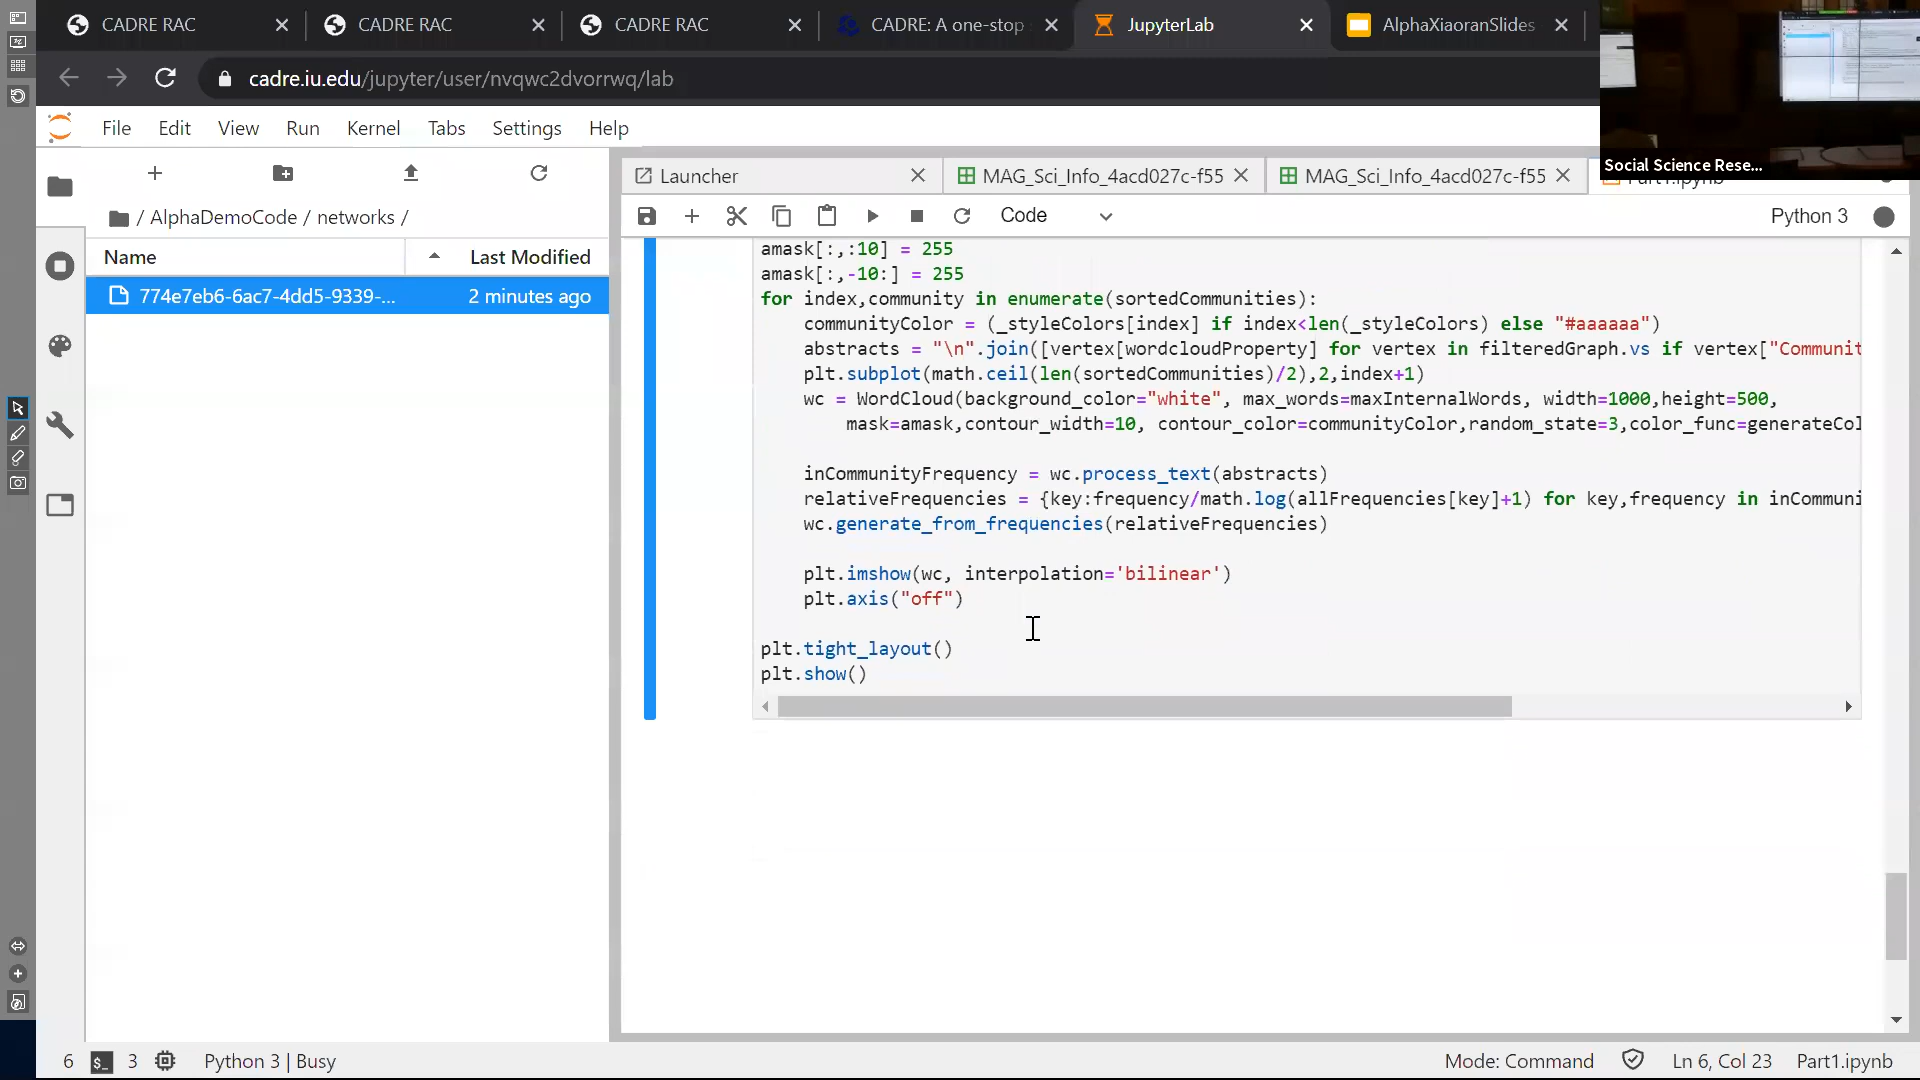 CADRE RAC
CADRE RAC
CADRE RAC
CADRE: A one-stop
JupyterLab
AlphaXiaoranSlides
cadre.iu.edu/jupyter/user/nvqwc2dvorrwq/lab
Social Science Rese...
File Edit View Run Kernel Tabs Settings Help
Launcher
MAG_Sci_Info_4acd027c-f55
MAG_Sci_Info_4acd027c-f55
Part1.ipynb
/ AlphaDemoCode / networks /
Code
Python 3
Name
Last Modified
774e7eb6-6ac7-4dd5-9339-...
2 minutes ago
amask[:,:10] = 255
amask[:,-10:] = 255
for index,community in enumerate(sortedCommunities):
    communityColor = (_styleColors[index] if index<len(_styleColors) else "#aaaaaa")
    abstracts = "\n".join([vertex[wordcloudProperty] for vertex in filteredGraph.vs if vertex["Communit
    plt.subplot(math.ceil(len(sortedCommunities)/2),2,index+1)
    wc = WordCloud(background_color="white", max_words=maxInternalWords, width=1000,height=500,
        mask=amask,contour_width=10, contour_color=communityColor,random_state=3,color_func=generateCol
    inCommunityFrequency = wc.process_text(abstracts)
    relativeFrequencies = {key:frequency/math.log(allFrequencies[key]+1) for key,frequency in inCommuni
    wc.generate_from_frequencies(relativeFrequencies)
    plt.imshow(wc, interpolation='bilinear')
    plt.axis("off")
plt.tight_layout()
plt.show()
6
$_
3
Python 3 | Busy
Mode: Command
Ln 6, Col 23
Part1.ipynb